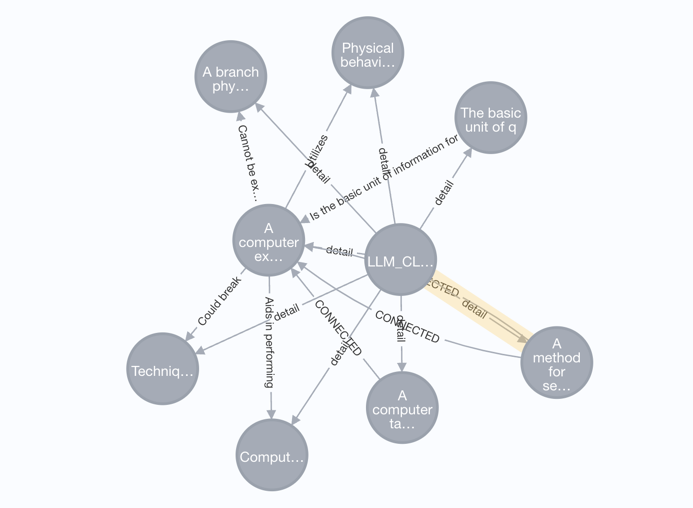 Physical
behavi...
A branch
phy...
The basic
unit of q
Cannot be ex...
utilizes
detail
detail
Is the basic unit of information for
detail
A
computer
ex...
detail
LLM_CL...
ECTED
detail
Could break
Aids in performing
detail
CONNECTED
CONNECTED
detail
detail
A
method
for
se...
Techniq...
A
computer
ta...
Comput...